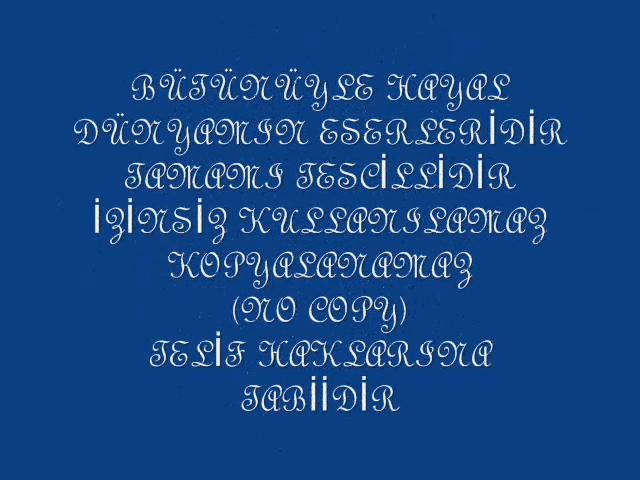 BÜTÜNÜYLE HAYAL
DÜNYAMIN ESERLERİDİR
TAMAMI TESCİLLİDİR
İZİNSİZ KULLANILAMAZ
KOPYALANAMAZ
(NO COPY)
TELİF HAKLARINA
TABİİDİR